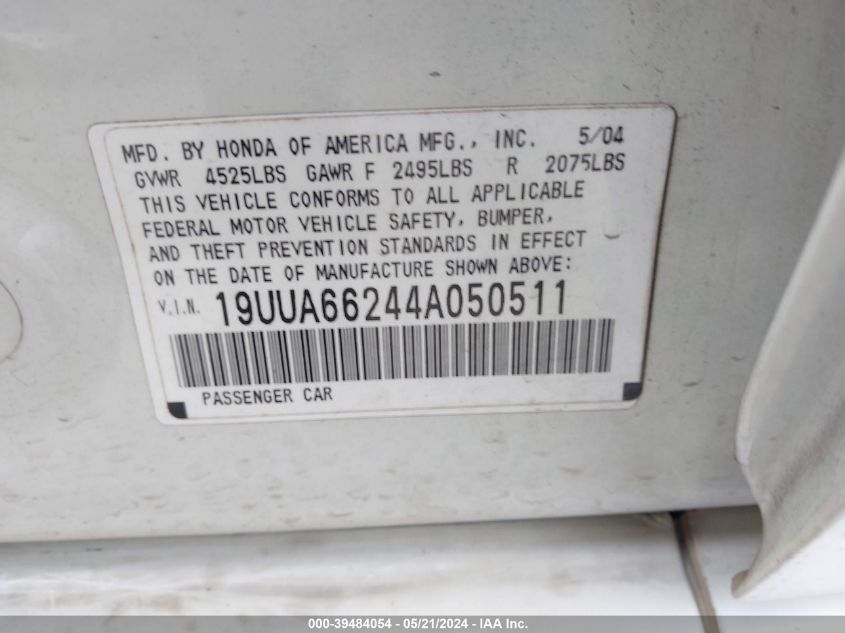 MFD. BY HONDA OF AMERICA MFG., INC. 5/04
GVWR 4525LBS GAWR F 2495LBS R 2075LBS
THIS VEHICLE CONFORMS TO ALL APPLICABLE
FEDERAL MOTOR VEHICLE SAFETY, BUMPER,
AND THEFT PREVENTION STANDARDS IN EFFECT
ON THE DATE OF MANUFACTURE SHOWN ABOVE:
V.I.N. 19UUA66244A050511
PASSENGER CAR
000-39484054 - 05/21/2024 - IAA Inc.